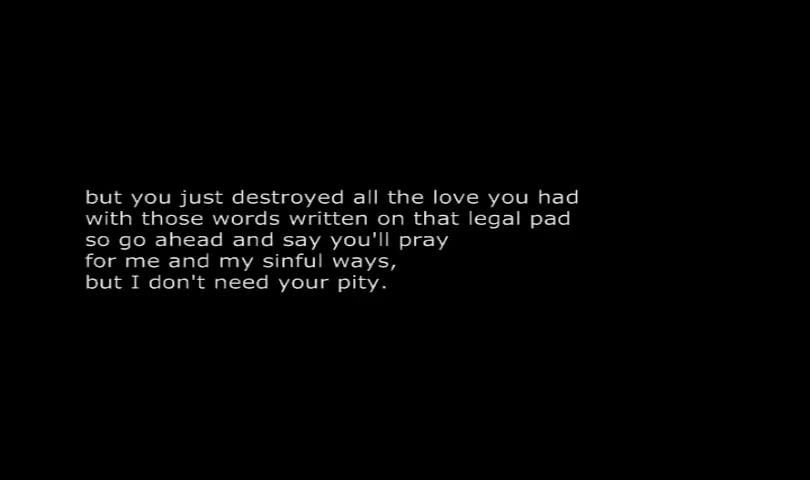 but you just destroyed all the love you had
with those words written on that legal pad
so go ahead and say you'll pray
for me and my sinful ways,
but I don't need your pity.